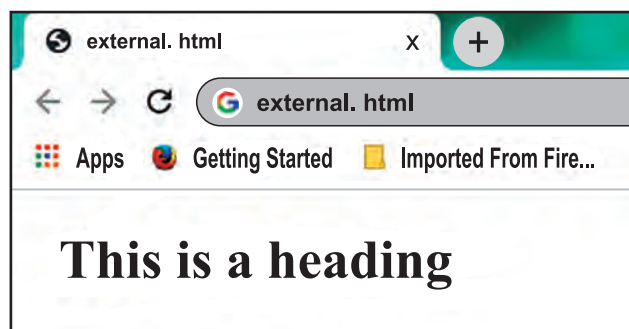 external. html x +
external. html
Apps Getting Started Imported From Fire...
This is a heading